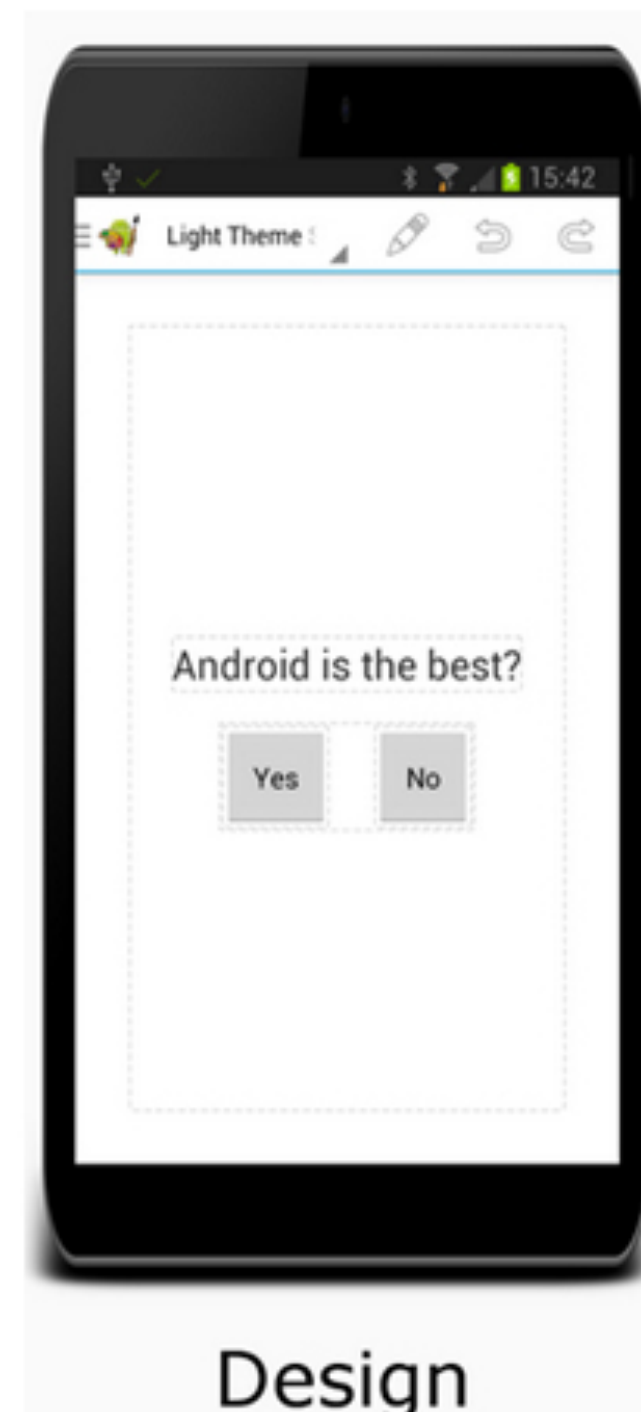 15:42
Light Theme
Android is the best?
Yes No
Design